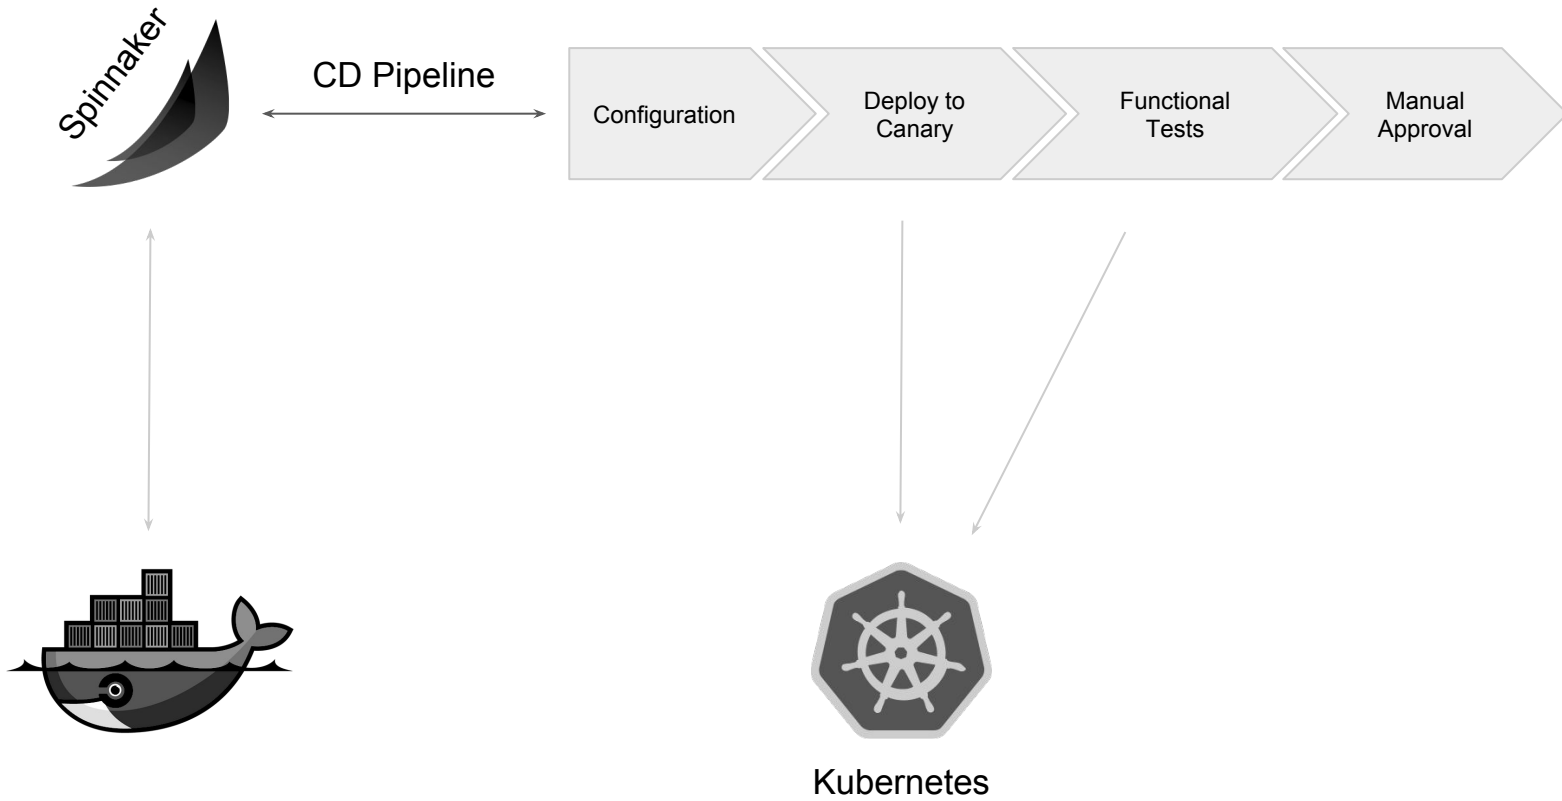 Spinnaker
CD Pipeline
Configuration
Deploy to
Canary
Functional
Tests
Manual
Approval
Kubernetes